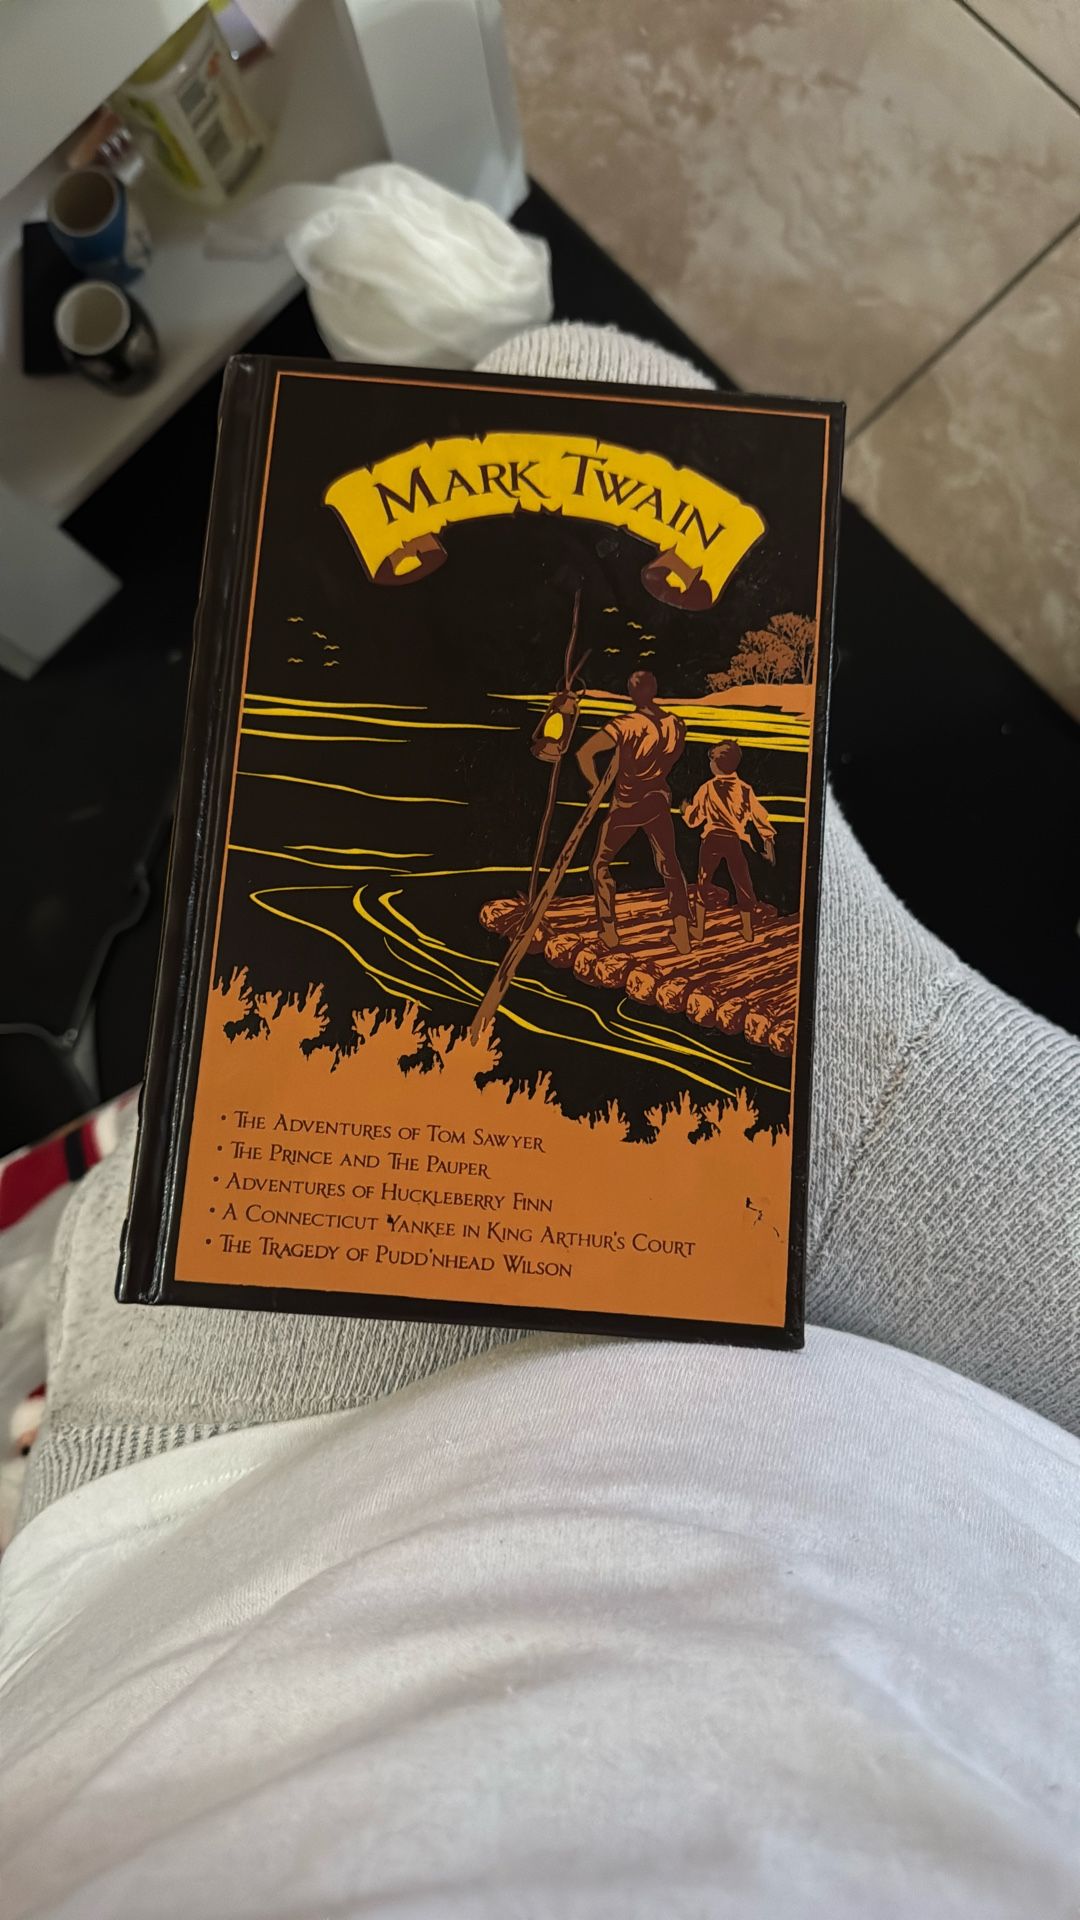 MARK TWAIN
• THE ADVENTURES OF TOM SAWYER
• THE PRINCE AND THE PAUPER
• ADVENTURES OF HUCKLEBERRY FINN
• A CONNECTICUT YANKEE IN KING ARTHUR'S COURT
• THE TRAGEDY OF PUDD'NHEAD WILSON